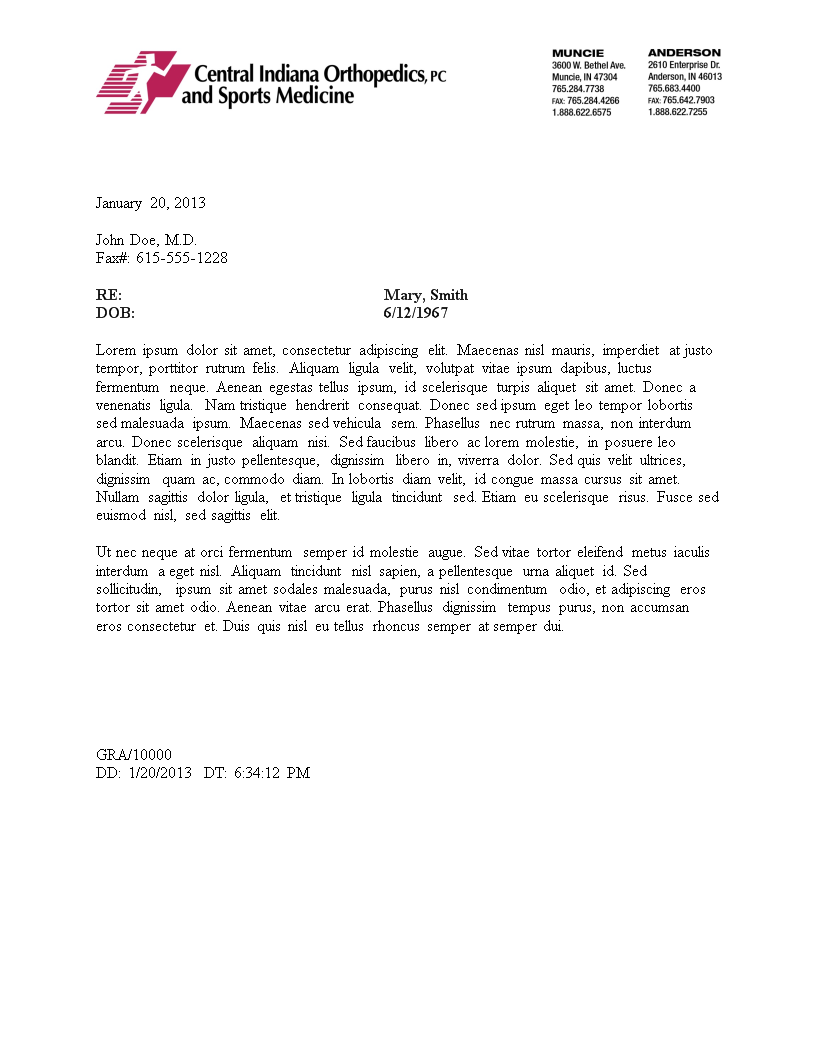 Central Indiana Orthopedics, PC
and Sports Medicine
MUNCIE
3600 W. Bethel Ave.
Muncie, IN 47304
765.284.7738
FAX: 765.284.4266
1.888.622.6575
ANDERSON
2610 Enterprise Dr.
Anderson, IN 46013
765.683.4400
FAX: 765.642.7903
1.888.622.7255
January 20, 2013
John Doe, M.D.
Fax#: 615-555-1228
RE: Mary, Smith
DOB: 6/12/1967
Lorem ipsum dolor sit amet, consectetur adipiscing elit. Maecenas nisl mauris, imperdiet at justo
tempor, porttitor rutrum felis. Aliquam ligula velit, volutpat vitae ipsum dapibus, luctus
fermentum neque. Aenean egestas tellus ipsum, id scelerisque turpis aliquet sit amet. Donec a
venenatis ligula. Nam tristique hendrerit consequat. Donec sed ipsum eget leo tempor lobortis
sed malesuada ipsum. Maecenas sed vehicula sem. Phasellus nec rutrum massa, non interdum
arcu. Donec scelerisque aliquam nisi. Sed faucibus libero ac lorem molestie, in posuere leo
blandit. Etiam in justo pellentesque, dignissim libero in, viverra dolor. Sed quis velit ultrices,
dignissim quam ac, commodo diam. In lobortis diam velit, id congue massa cursus sit amet.
Nullam sagittis dolor ligula, et tristique ligula tincidunt sed. Etiam eu scelerisque risus. Fusce sed
euismod nisl, sed sagittis elit.
Ut nec neque at orci fermentum semper id molestie augue. Sed vitae tortor eleifend metus iaculis
interdum a eget nisl. Aliquam tincidunt nisl sapien, a pellentesque urna aliquet id. Sed
sollicitudin, ipsum sit amet sodales malesuada, purus nisl condimentum odio, et adipiscing eros
tortor sit amet odio. Aenean vitae arcu erat. Phasellus dignissim tempus purus, non accumsan
eros consectetur et. Duis quis nisl eu tellus rhoncus semper at semper dui.
GRA/10000
DD: 1/20/2013 DT: 6:34:12 PM